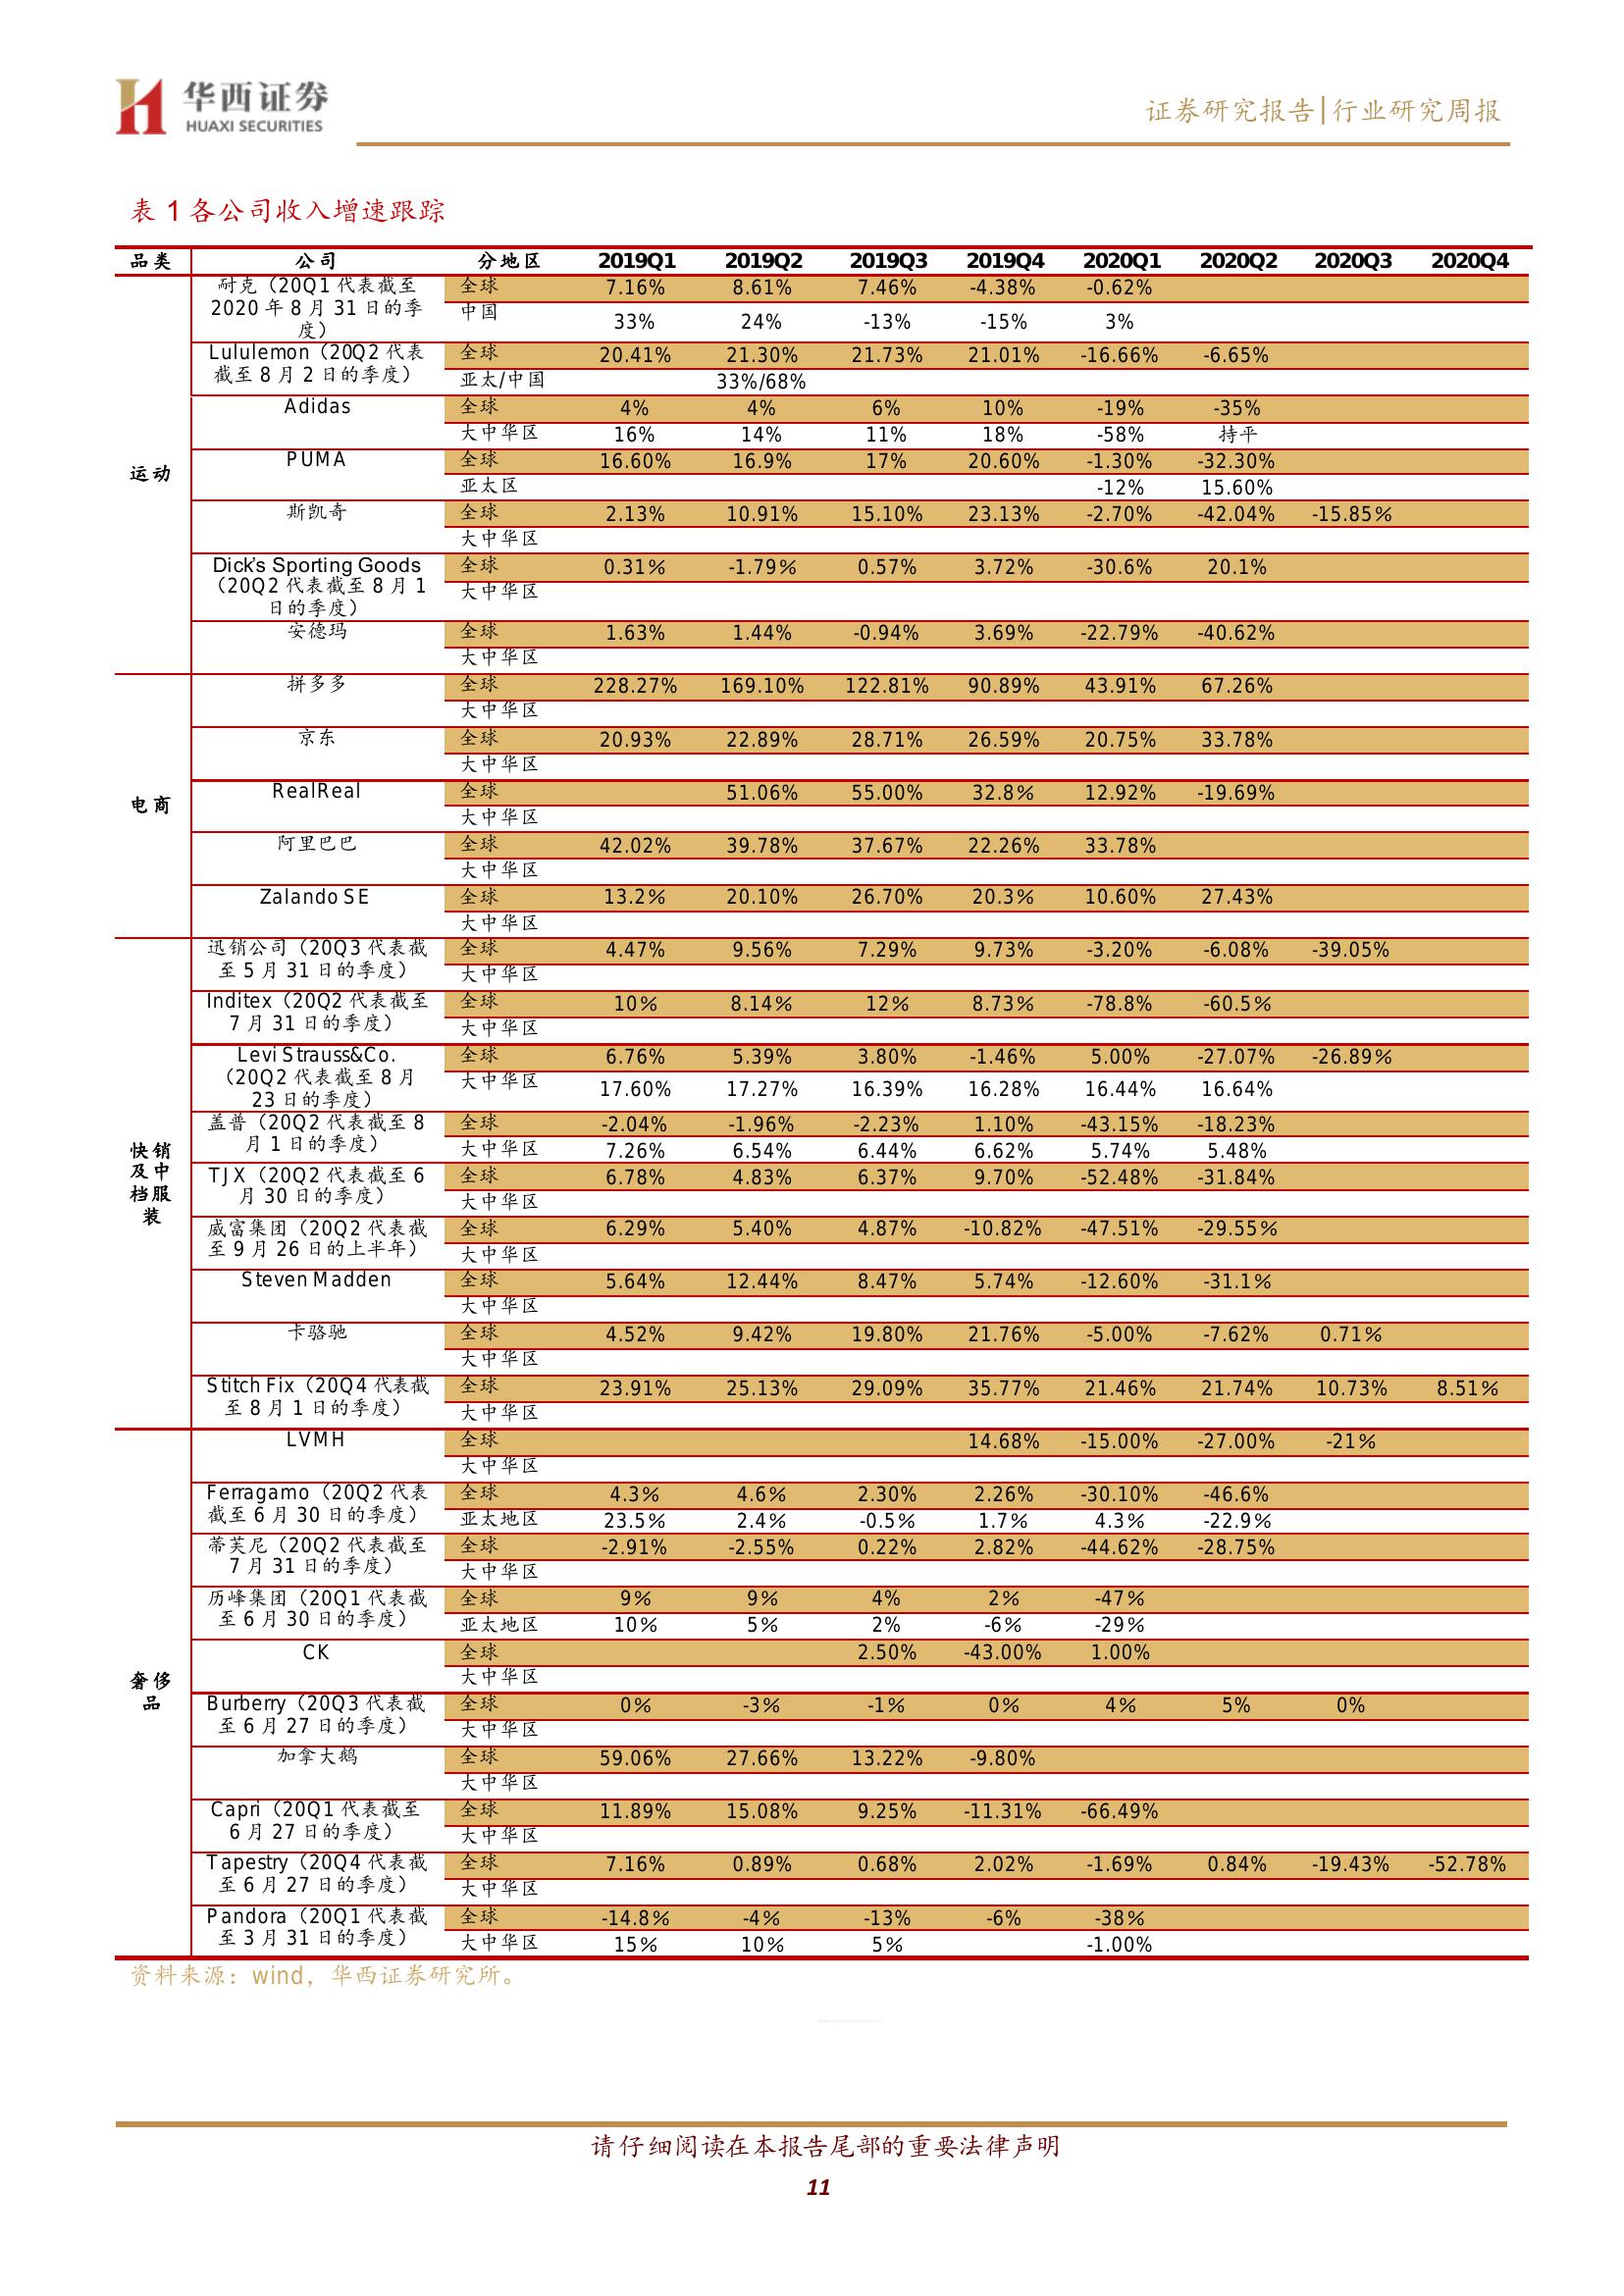 华西证券
HUAXI SECURITIES
证券研究报告|行业研究周报
表 1 各公司收入增速跟踪
品类 公司 分地区 2019Q1 2019Q2 2019Q3 2019Q4 2020Q1 2020Q2 2020Q3 2020Q4
运动
耐克（20Q1 代表截至
2020 年 8 月 31 日的季
度）
全球 7.16% 8.61% 7.46% -4.38% -0.62%
中国 33% 24% -13% -15% 3%
Lululemon（20Q2 代表
截至 8 月 2 日的季度）
全球 20.41% 21.30% 21.73% 21.01% -16.66% -6.65%
亚太/中国 33%/68%
Adidas
全球 4% 4% 6% 10% -19% -35%
大中华区 16% 14% 11% 18% -58% 持平
PUMA
全球 16.60% 16.9% 17% 20.60% -1.30% -32.30%
亚太区 -12% 15.60%
斯凯奇
全球 2.13% 10.91% 15.10% 23.13% -2.70% -42.04% -15.85%
大中华区
Dick's Sporting Goods
（20Q2 代表截至 8 月 1
日的季度）
全球 0.31% -1.79% 0.57% 3.72% -30.6% 20.1%
大中华区
安德玛
全球 1.63% 1.44% -0.94% 3.69% -22.79% -40.62%
大中华区
电商
拼多多
全球 228.27% 169.10% 122.81% 90.89% 43.91% 67.26%
大中华区
京东
全球 20.93% 22.89% 28.71% 26.59% 20.75% 33.78%
大中华区
RealReal
全球 51.06% 55.00% 32.8% 12.92% -19.69%
大中华区
阿里巴巴
全球 42.02% 39.78% 37.67% 22.26% 33.78%
大中华区
Zalando SE
全球 13.2% 20.10% 26.70% 20.3% 10.60% 27.43%
大中华区
快销
及中
档服
装
迅销公司（20Q3 代表截
至 5 月 31 日的季度）
全球 4.47% 9.56% 7.29% 9.73% -3.20% -6.08% -39.05%
大中华区
Inditex（20Q2 代表截至
7 月 31 日的季度）
全球 10% 8.14% 12% 8.73% -78.8% -60.5%
大中华区
Levi Strauss&Co.
（20Q2 代表截至 8 月
23 日的季度）
全球 6.76% 5.39% 3.80% -1.46% 5.00% -27.07% -26.89%
大中华区 17.60% 17.27% 16.39% 16.28% 16.44% 16.64%
盖普（20Q2 代表截至 8
月 1 日的季度）
全球 -2.04% -1.96% -2.23% 1.10% -43.15% -18.23%
大中华区 7.26% 6.54% 6.44% 6.62% 5.74% 5.48%
TJX（20Q2 代表截至 6
月 30 日的季度）
全球 6.78% 4.83% 6.37% 9.70% -52.48% -31.84%
大中华区
威富集团（20Q2 代表截
至 9 月 26 日的上半年）
全球 6.29% 5.40% 4.87% -10.82% -47.51% -29.55%
大中华区
Steven Madden
全球 5.64% 12.44% 8.47% 5.74% -12.60% -31.1%
大中华区
卡骆驰
全球 4.52% 9.42% 19.80% 21.76% -5.00% -7.62% 0.71%
大中华区
Stitch Fix（20Q4 代表截
至 8 月 1 日的季度）
全球 23.91% 25.13% 29.09% 35.77% 21.46% 21.74% 10.73% 8.51%
大中华区
奢侈
品
LVMH
全球 14.68% -15.00% -27.00% -21%
大中华区
Ferragamo（20Q2 代表
截至 6 月 30 日的季度）
全球 4.3% 4.6% 2.30% 2.26% -30.10% -46.6%
亚太地区 23.5% 2.4% -0.5% 1.7% 4.3% -22.9%
蒂芙尼（20Q2 代表截至
7 月 31 日的季度）
全球 -2.91% -2.55% 0.22% 2.82% -44.62% -28.75%
大中华区
历峰集团（20Q1 代表截
至 6 月 30 日的季度）
全球 9% 9% 4% 2% -47%
亚太地区 10% 5% 2% -6% -29%
CK
全球 2.50% -43.00% 1.00%
大中华区
Burberry（20Q3 代表截
至 6 月 27 日的季度）
全球 0% -3% -1% 0% 4% 5% 0%
大中华区
加拿大鹅
全球 59.06% 27.66% 13.22% -9.80%
大中华区
Capri（20Q1 代表截至
6 月 27 日的季度）
全球 11.89% 15.08% 9.25% -11.31% -66.49%
大中华区
Tapestry（20Q4 代表截
至 6 月 27 日的季度）
全球 7.16% 0.89% 0.68% 2.02% -1.69% 0.84% -19.43% -52.78%
大中华区
Pandora（20Q1 代表截
至 3 月 31 日的季度）
全球 -14.8% -4% -13% -6% -38%
大中华区 15% 10% 5% -1.00%
资料来源：wind，华西证券研究所。
请仔细阅读在本报告尾部的重要法律声明
11